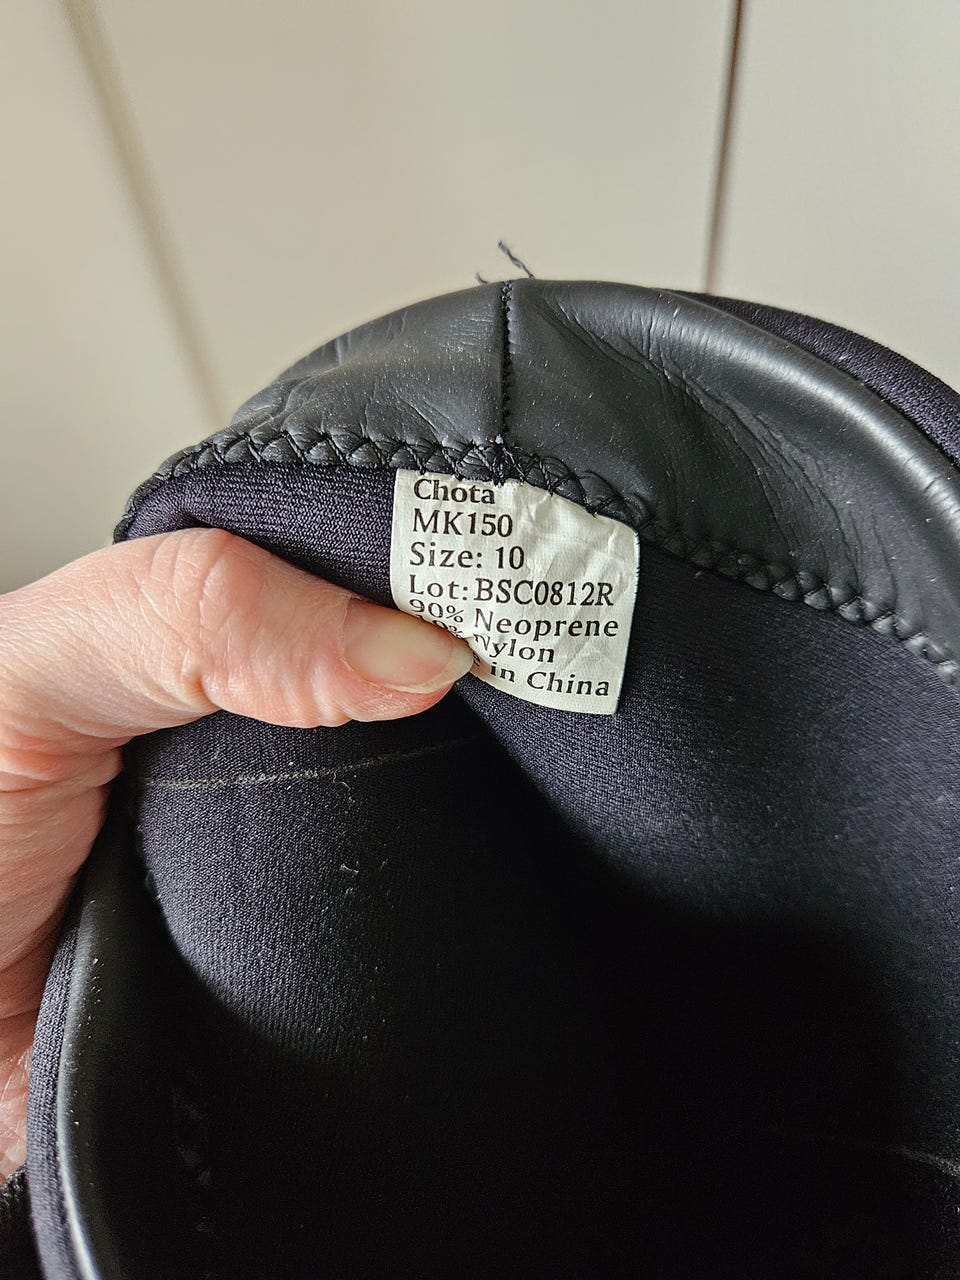 Chota
MK150
Size: 10
Lot: BSC0812R
90% Neoprene
Nylon
in China